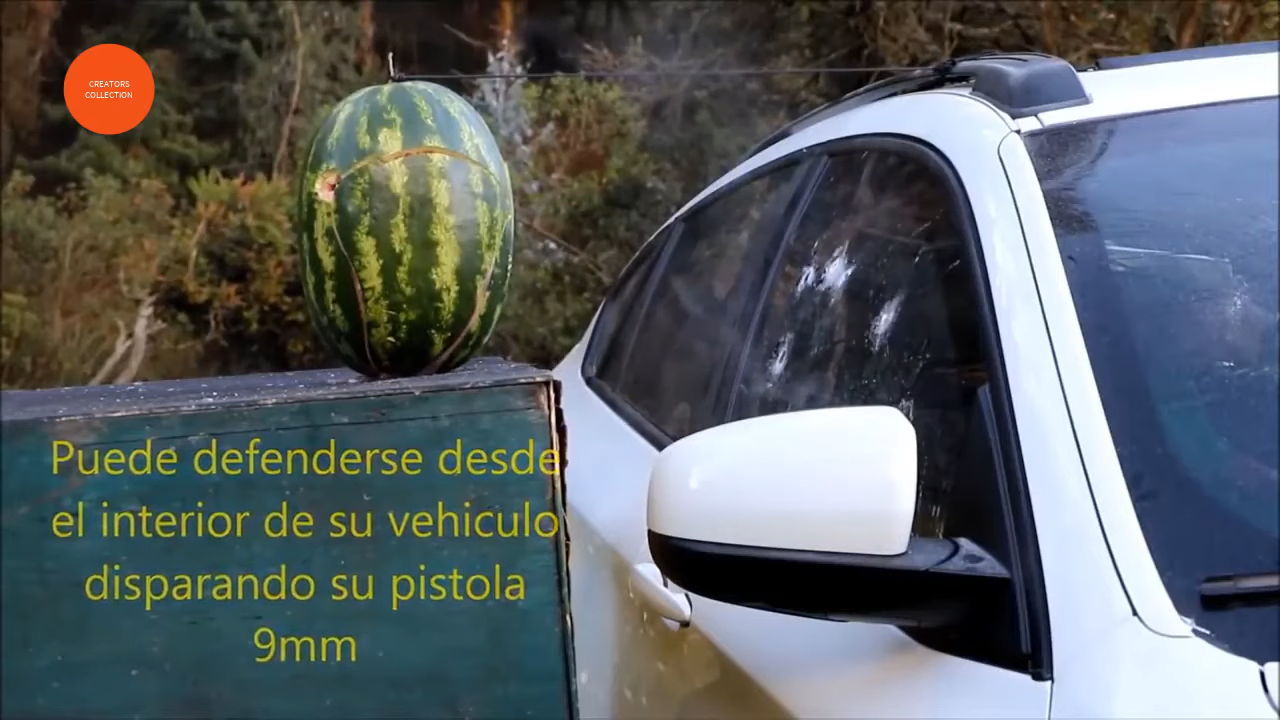 CREATORS
COLLECTION
Puede defenderse desde
el interior de su vehiculo
disparando su pistola
9mm